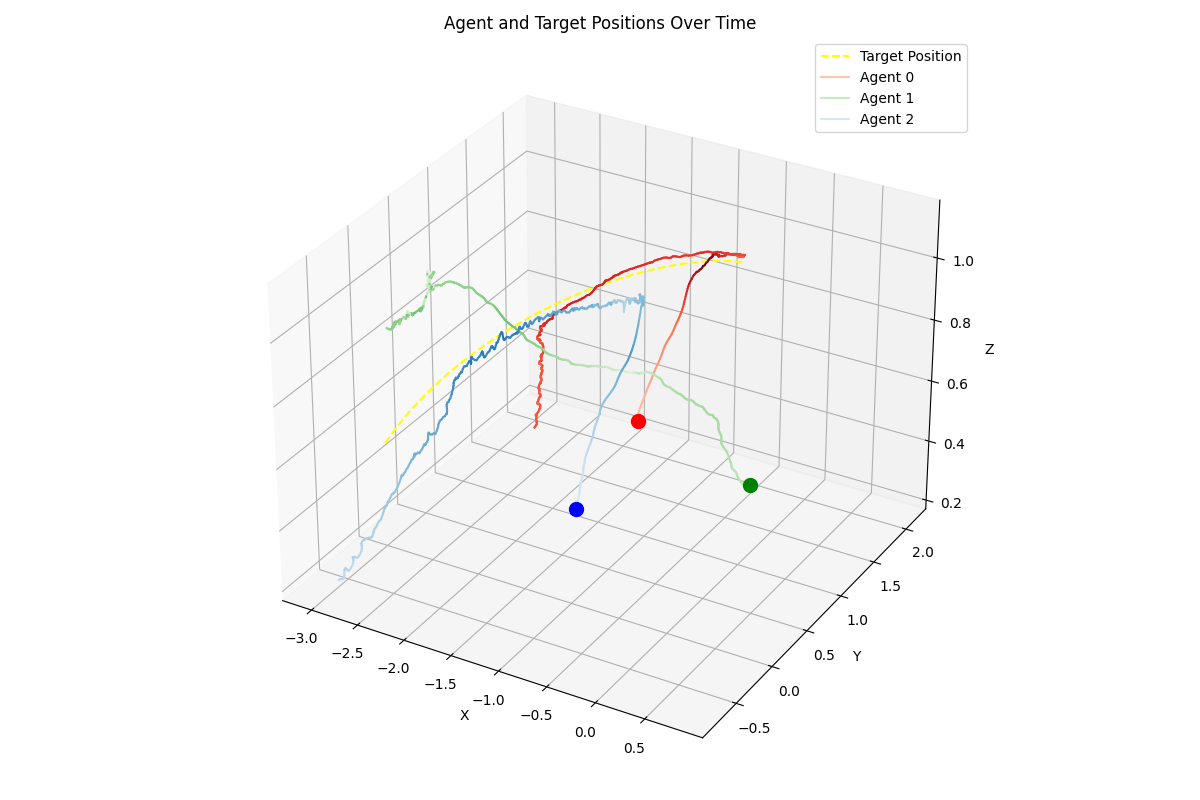 Agent and Target Positions Over Time
Target Position
Agent 0
Agent 1
Agent 2
1.0
0.8
Z
0.6
0.4
0.2
2.0
1.5
1.0
0.5
Y
0.0
−0.5
−3.0
−2.5
−2.0
−1.5
−1.0
X
−0.5
0.0
0.5